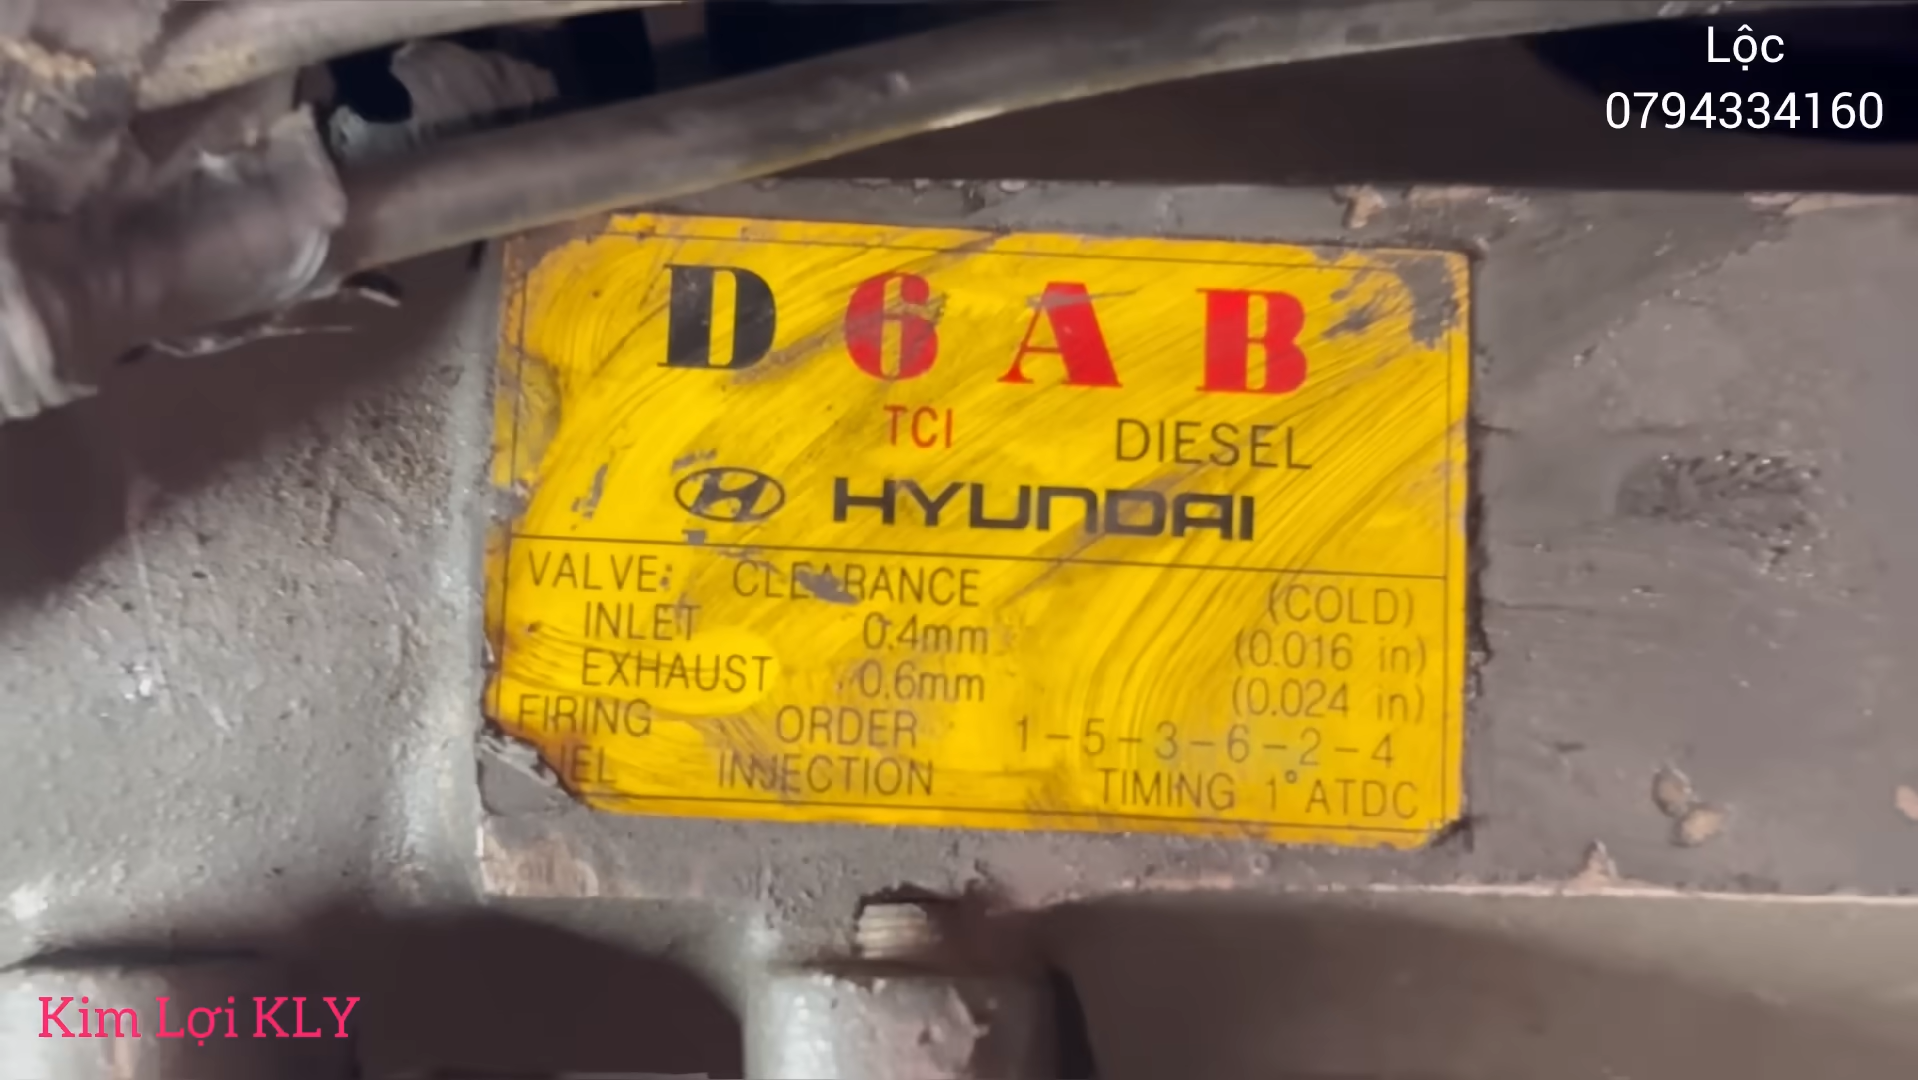 Lộc
0794334160
D 6 A B
TCI DIESEL
HYUNDAI
VALVE: CLEARANCE (COLD)
INLET 0.4mm (0.016 in)
EXHAUST 0.6mm (0.024 in)
FIRING ORDER 1-5-3-6-2-4
INJECTION TIMING 1° ATDC
Kim Lợi KLY